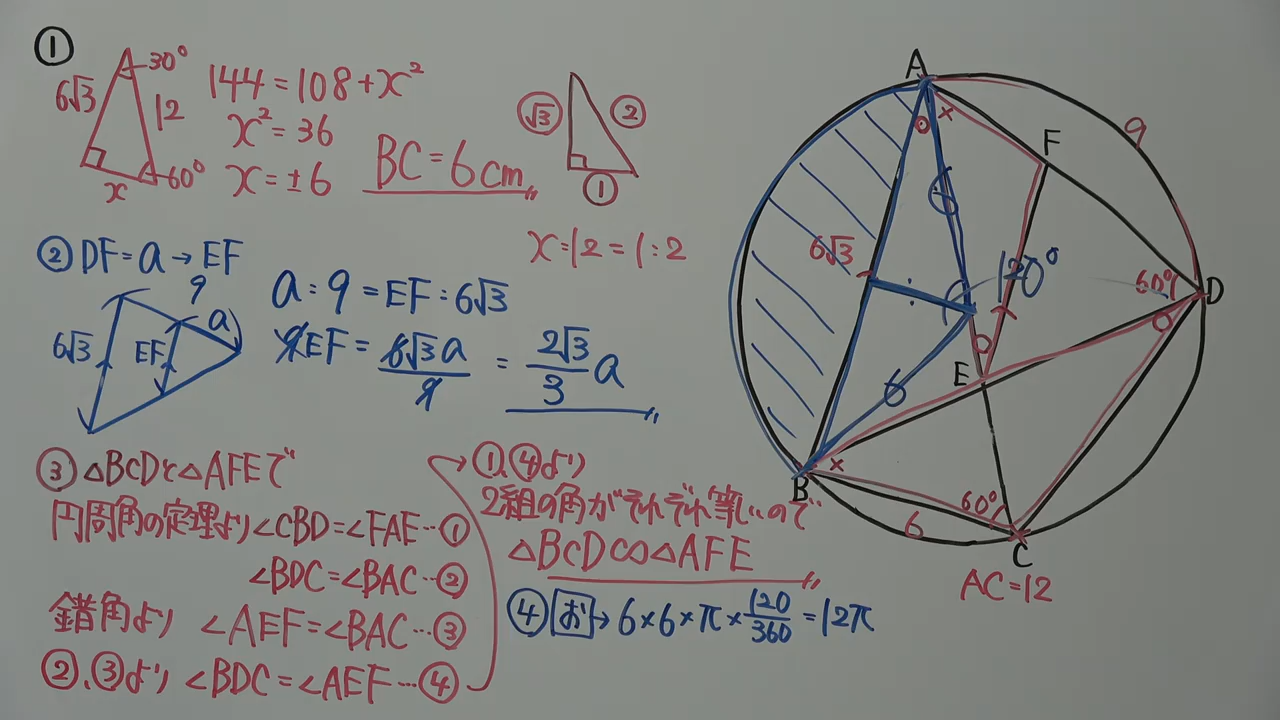 ①
30°
6√3
12
60°
x
144=108+x²
x²=36
x=±6
BC=6cm
√3
②
①
x:12=1:2
② DF=a→EF
9
a
6√3
EF
a:9=EF:6√3
9EF=6√3a/9=2√3/3a
③ △BCDと△AFEで
円周角の定理より∠CBD=∠FAE…①
∠BDC=∠BAC…②
錯角より ∠AEF=∠BAC…③
②、③より ∠BDC=∠AEF…④
→①、④より
2組の角がそれぞれ等しいので
△BCD∽△AFE
④ お→6×6×π×120/360=12π
A
9
F
6
6√3
120°
60°
D
E
6
B
60°
6
C
AC=12